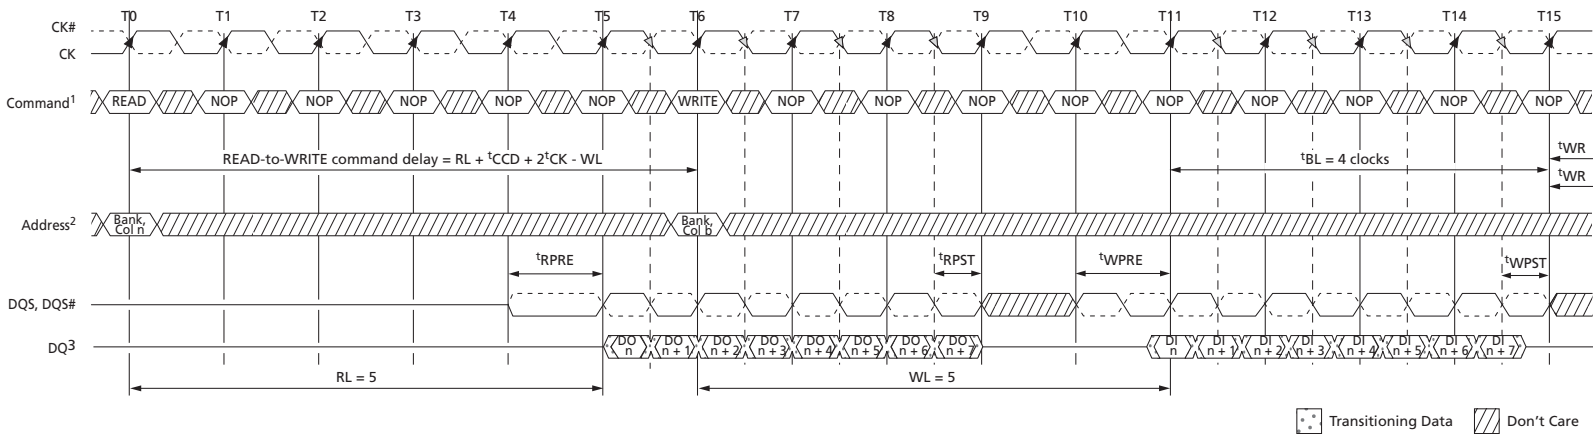 T0 T1 T2 T3 T4 T5 T6 T7 T8 T9 T10 T11 T12 T13 T14 T15
CK#
CK
Command1 READ NOP NOP NOP NOP NOP WRITE NOP NOP NOP NOP NOP NOP NOP NOP NOP
READ-to-WRITE command delay = RL + tCCD + 2tCK - WL
tBL = 4 clocks
tWR
tWR
Address2
Bank,
Col n
Bank,
Col b
tRPRE tRPST tWPRE tWPST
DQS, DQS#
DQ3
DO
n
DO
n + 1
DO
n + 2
DO
n + 3
DO
n + 4
DO
n + 5
DO
n + 6
DO
n + 7
DI
n
DI
n + 1
DI
n + 2
DI
n + 3
DI
n + 4
DI
n + 5
DI
n + 6
DI
n + 7
RL = 5
WL = 5
Transitioning Data
Don't Care